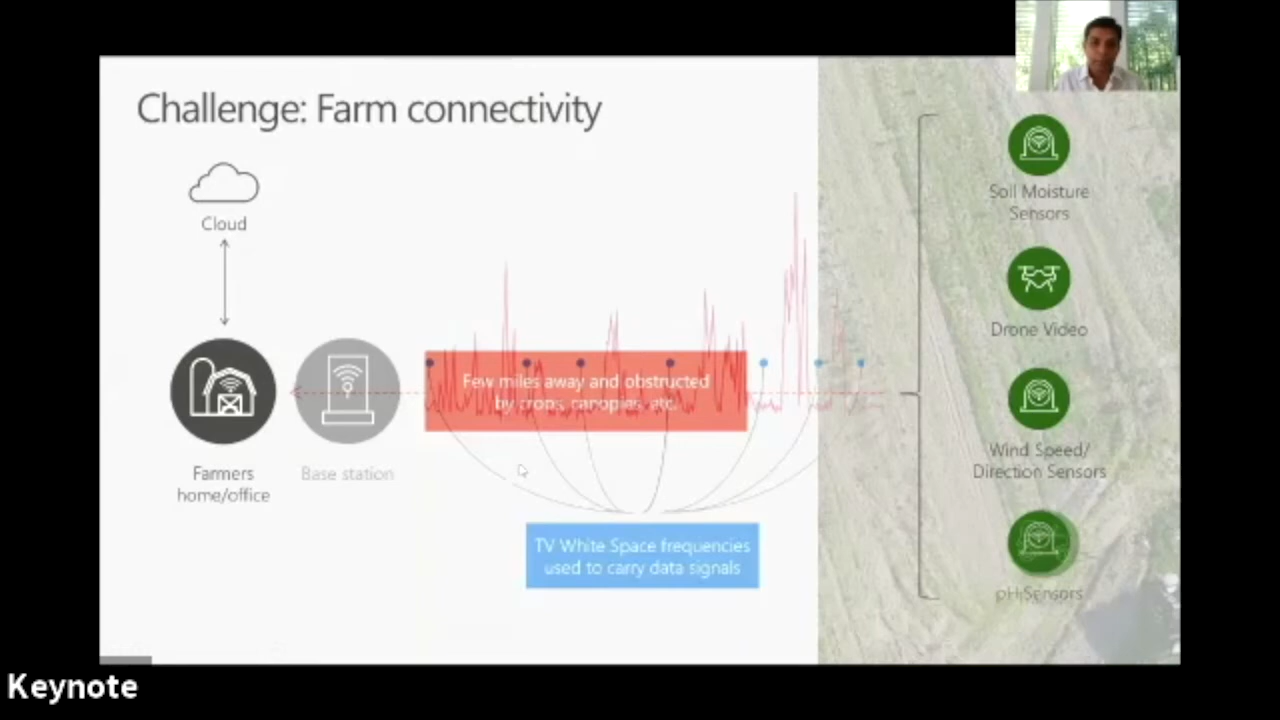 Challenge: Farm connectivity
Cloud
Farmers
home/office
Base station
Few miles away and obstructed
by crops, canopies, etc.
TV White Space frequencies
used to carry data signals
Soil Moisture
Sensors
Drone Video
Wind Speed/
Direction Sensors
pH Sensors
Keynote